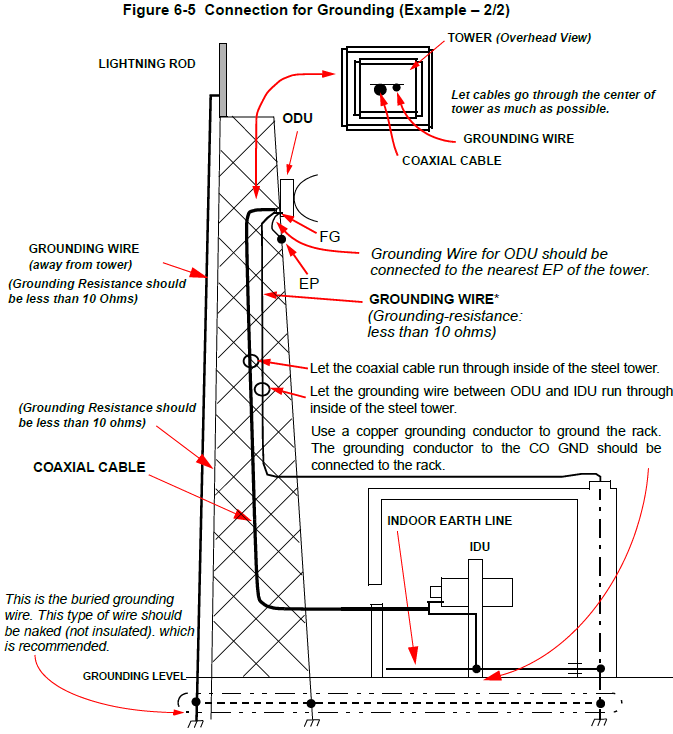 Figure 6-5 Connection for Grounding (Example – 2/2)
TOWER (Overhead View)
LIGHTNING ROD
Let cables go through the center of
tower as much as possible.
ODU
GROUNDING WIRE
COAXIAL CABLE
FG
GROUNDING WIRE
(away from tower)
(Grounding Resistance should
be less than 10 Ohms)
Grounding Wire for ODU should be
connected to the nearest EP of the tower.
EP
GROUNDING WIRE*
(Grounding-resistance:
less than 10 ohms)
Let the coaxial cable run through inside of the steel tower.
Let the grounding wire between ODU and IDU run through
inside of the steel tower.
(Grounding Resistance should
be less than 10 ohms)
Use a copper grounding conductor to ground the rack.
The grounding conductor to the CO GND should be
connected to the rack.
COAXIAL CABLE
INDOOR EARTH LINE
IDU
This is the buried grounding
wire. This type of wire should
be naked (not insulated). which
is recommended.
GROUNDING LEVEL